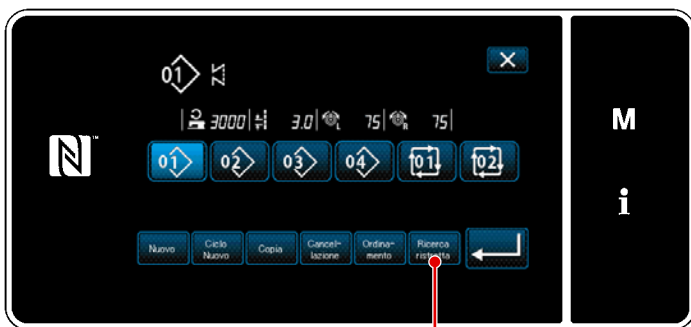 01
3000 3.0 L 75 R 75
01 02 03 04 01 02
Nuovo Ciclo Nuovo Copia Cancel-lazione Ordina-mento Ricerca ristretta
M
i
N